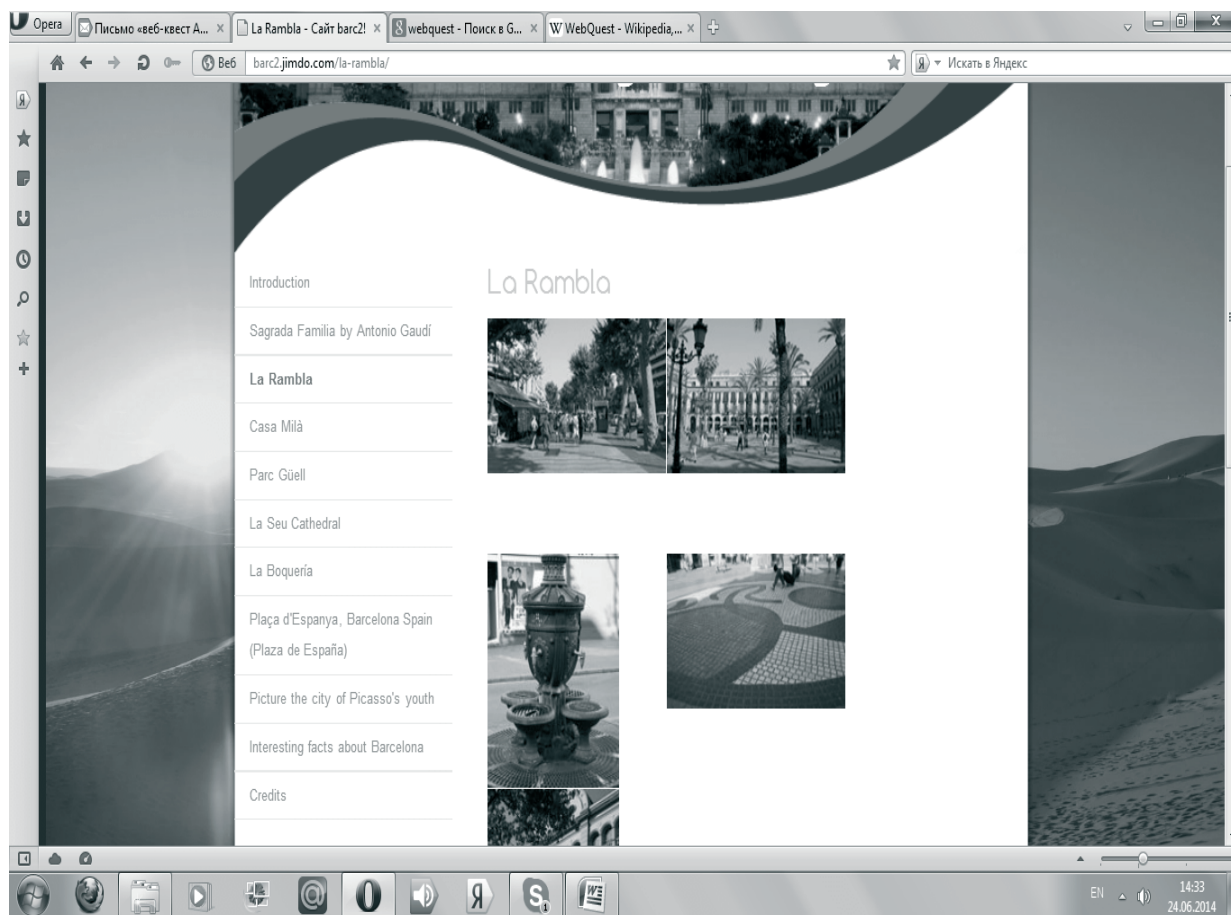 Opera
Письмо «веб-квест А...
La Rambla - Сайт barc2!
webquest - Поиск в G...
W WebQuest - Wikipedia,...
Веб
barc2.jimdo.com/la-rambla/
Искать в Яндекс
Introduction
Sagrada Familia by Antonio Gaudí
La Rambla
Casa Milà
Parc Güell
La Seu Cathedral
La Boquería
Plaça d'Espanya, Barcelona Spain
(Plaza de España)
Picture the city of Picasso's youth
Interesting facts about Barcelona
Credits
La Rambla
EN
14:33
24.06.2014